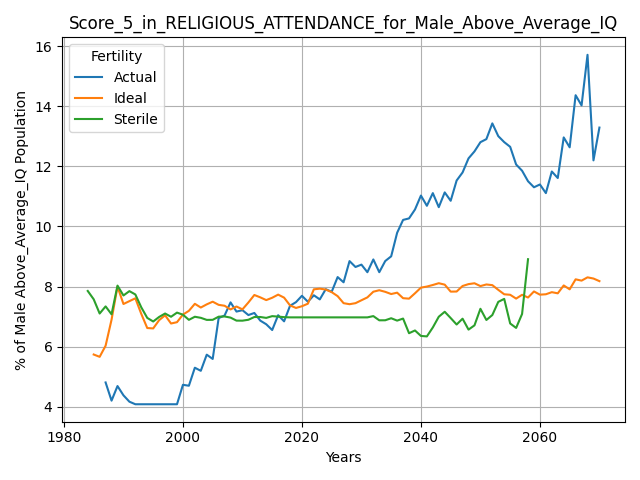 Score_5_in_RELIGIOUS_ATTENDANCE_for_Male_Above_Average_IQ
Fertility
Actual
Ideal
Sterile
% of Male Above_Average_IQ Population
16
14
12
10
8
6
4
1980 2000 2020 2040 2060
Years